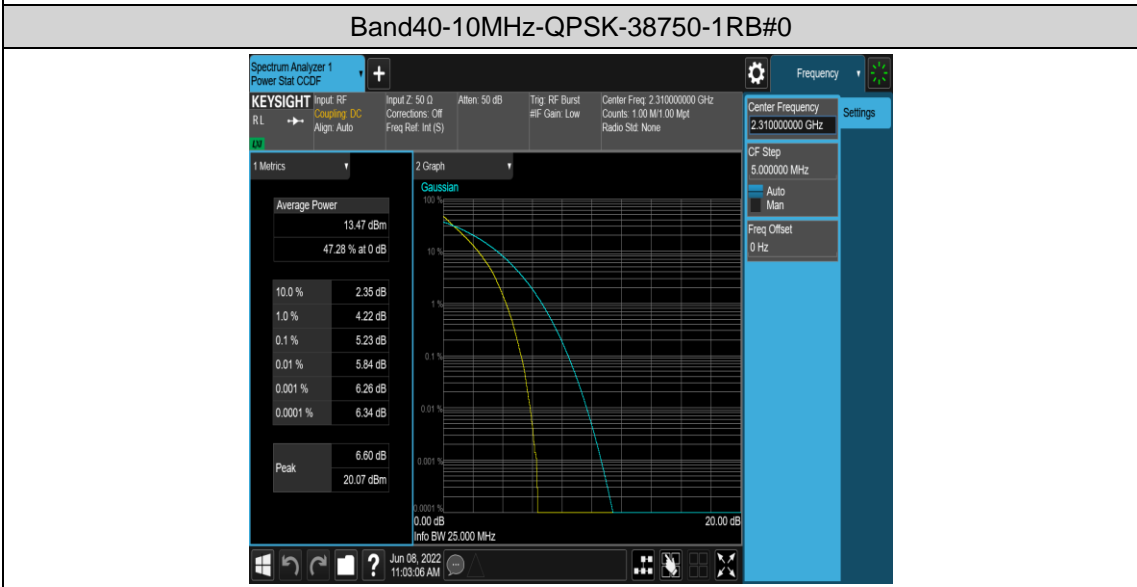 Band40-10MHz-QPSK-38750-1RB#0
Spectrum Analyzer 1
Power Stat CCDF
+
Frequency
KEYSIGHT
RL
Input: RF
Coupling: DC
Align: Auto
Input Z: 50 Ω
Corrections: Off
Freq Ref: Int (S)
Atten: 50 dB
Trig: RF Burst
#IF Gain: Low
Center Freq: 2.310000000 GHz
Counts: 1.00 M/1.00 Mpt
Radio Std: None
Center Frequency
2.310000000 GHz
Settings
CF Step
5.000000 MHz
Auto
Man
Freq Offset
0 Hz
1 Metrics
Average Power
13.47 dBm
47.28 % at 0 dB
10.0 % 2.35 dB
1.0 % 4.22 dB
0.1 % 5.23 dB
0.01 % 5.84 dB
0.001 % 6.26 dB
0.0001 % 6.34 dB
Peak
6.60 dB
20.07 dBm
2 Graph
Gaussian
100 %
10 %
1 %
0.1 %
0.01 %
0.001 %
0.0001 %
0.00 dB 20.00 dB
Info BW 25.000 MHz
?
Jun 08, 2022
11:03:06 AM